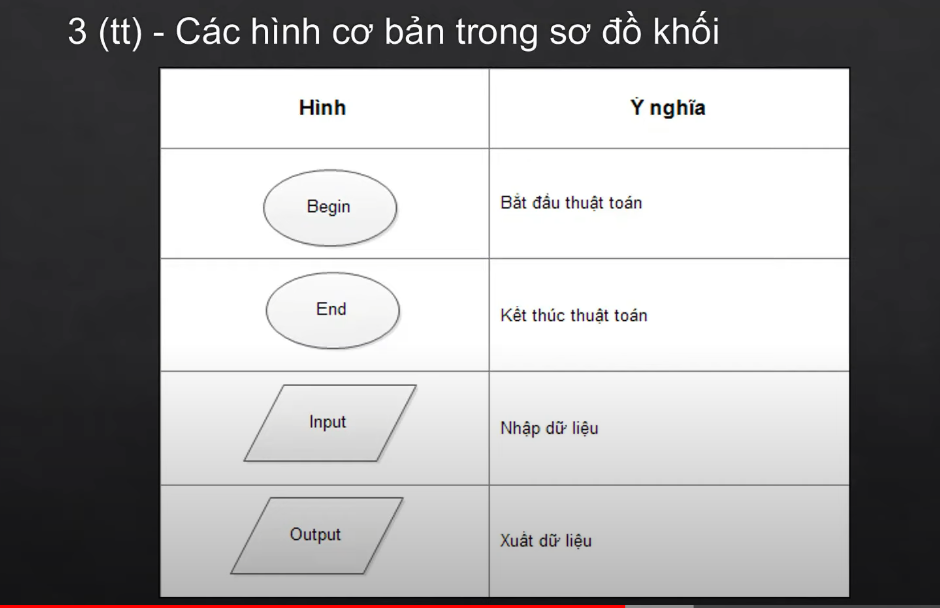 3 (tt) - Các hình cơ bản trong sơ đồ khối
Hình
Ý nghĩa
Begin
Bắt đầu thuật toán
End
Kết thúc thuật toán
Input
Nhập dữ liệu
Output
Xuất dữ liệu